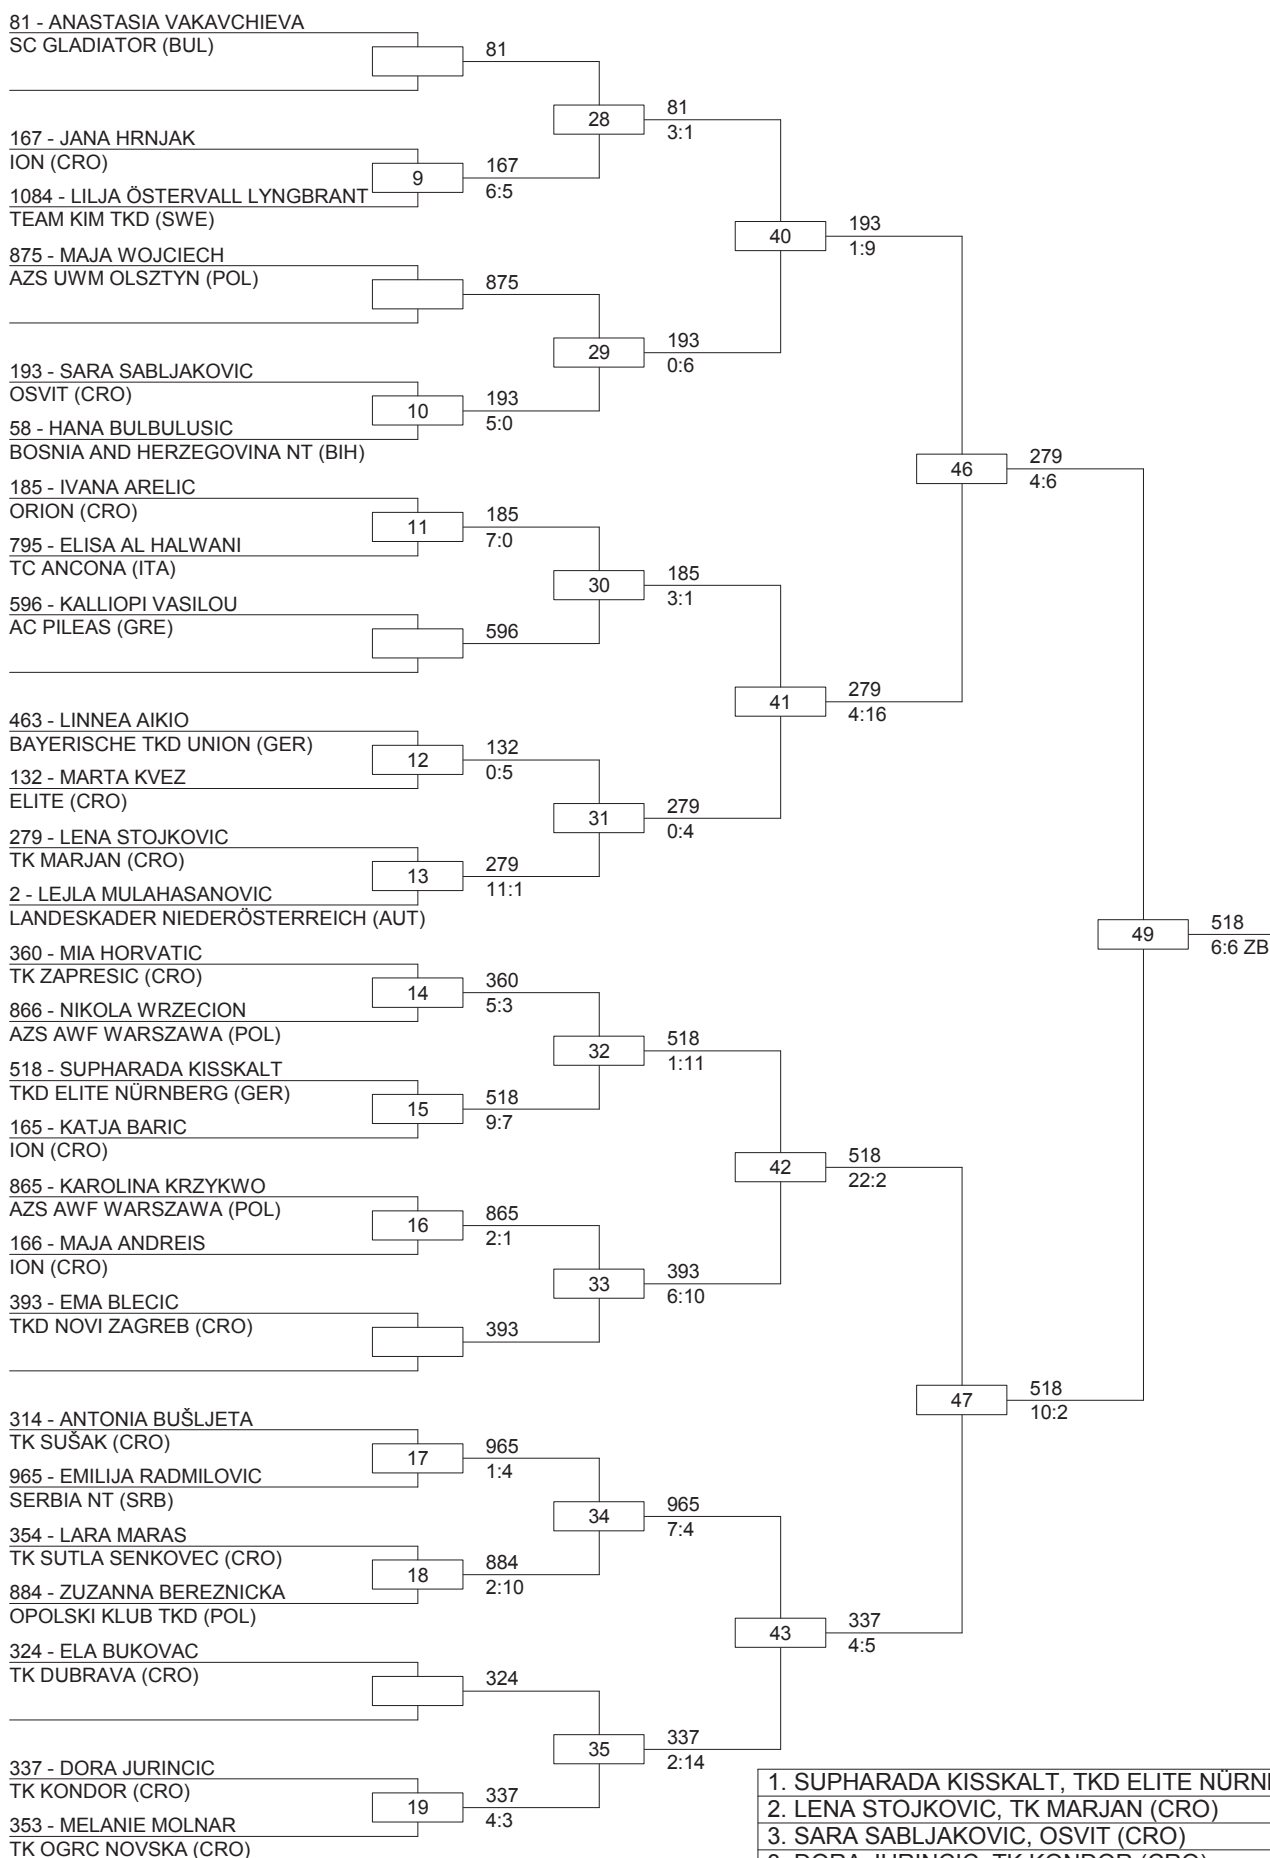 81 - ANASTASIA VAKAVCHIEVA
SC GLADIATOR (BUL)
81
28
81
3:1
167 - JANA HRNJAK
ION (CRO)
9
167
6:5
1084 - LILJA ÖSTERVALL LYNGBRANT
TEAM KIM TKD (SWE)
40
193
1:9
875 - MAJA WOJCIECH
AZS UWM OLSZTYN (POL)
875
29
193
0:6
193 - SARA SABLJAKOVIC
OSVIT (CRO)
10
193
5:0
58 - HANA BULBULUSIC
BOSNIA AND HERZEGOVINA NT (BIH)
46
279
4:6
185 - IVANA ARELIC
ORION (CRO)
11
185
7:0
795 - ELISA AL HALWANI
TC ANCONA (ITA)
30
185
3:1
596 - KALLIOPI VASILOU
AC PILEAS (GRE)
596
41
279
4:16
463 - LINNEA AIKIO
BAYERISCHE TKD UNION (GER)
12
132
0:5
132 - MARTA KVEZ
ELITE (CRO)
31
279
0:4
279 - LENA STOJKOVIC
TK MARJAN (CRO)
13
279
11:1
2 - LEJLA MULAHASANOVIC
LANDESKADER NIEDERÖSTERREICH (AUT)
49
518
6:6 ZB
360 - MIA HORVATIC
TK ZAPRESIC (CRO)
14
360
5:3
866 - NIKOLA WRZECION
AZS AWF WARSZAWA (POL)
32
518
1:11
518 - SUPHARADA KISSKALT
TKD ELITE NÜRNBERG (GER)
15
518
9:7
165 - KATJA BARIC
ION (CRO)
42
518
22:2
865 - KAROLINA KRZYKWO
AZS AWF WARSZAWA (POL)
16
865
2:1
166 - MAJA ANDREIS
ION (CRO)
33
393
6:10
393 - EMA BLECIC
TKD NOVI ZAGREB (CRO)
393
47
518
10:2
314 - ANTONIA BUŠLJETA
TK SUŠAK (CRO)
17
965
1:4
965 - EMILIJA RADMILOVIC
SERBIA NT (SRB)
34
965
7:4
354 - LARA MARAS
TK SUTLA SENKOVEC (CRO)
18
884
2:10
884 - ZUZANNA BEREZNICKA
OPOLSKI KLUB TKD (POL)
43
337
4:5
324 - ELA BUKOVAC
TK DUBRAVA (CRO)
324
35
337
2:14
337 - DORA JURINCIC
TK KONDOR (CRO)
19
337
4:3
353 - MELANIE MOLNAR
TK OGRC NOVSKA (CRO)
1. SUPHARADA KISSKALT, TKD ELITE NÜRN
2. LENA STOJKOVIC, TK MARJAN (CRO)
3. SARA SABLJAKOVIC, OSVIT (CRO)
3. DORA JURINCIC, TK KONDOR (CRO)